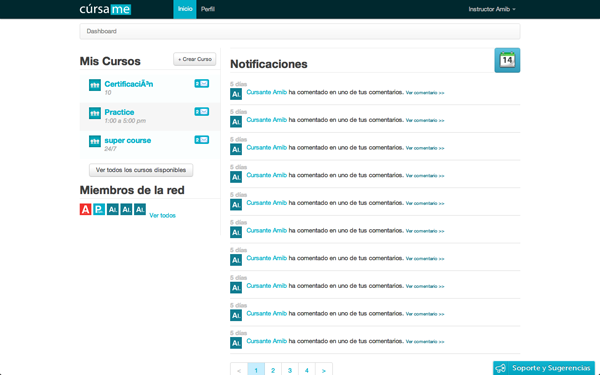 cúrsame Inicio Perfil Instructor Amib
Dashboard
Mis Cursos
+ Crear Curso
CertificaciÃ³n
10
Practice
1:00 a 5:00 pm
super course
24/7
Ver todos los cursos disponibles
Miembros de la red
A P. AI. AI. AI. Ver todos
Notificaciones
14
5 días
AI. Cursante Amib ha comentado en uno de tus comentarios. Ver comentario >>
5 días
AI. Cursante Amib ha comentado en uno de tus comentarios. Ver comentario >>
5 días
AI. Cursante Amib ha comentado en uno de tus comentarios. Ver comentario >>
5 días
AI. Cursante Amib ha comentado en uno de tus comentarios. Ver comentario >>
5 días
AI. Cursante Amib ha comentado en uno de tus comentarios. Ver comentario >>
5 días
AI. Cursante Amib ha comentado en uno de tus comentarios. Ver comentario >>
5 días
AI. Cursante Amib ha comentado en uno de tus comentarios. Ver comentario >>
5 días
AI. Cursante Amib ha comentado en uno de tus comentarios. Ver comentario >>
5 días
AI. Cursante Amib ha comentado en uno de tus comentarios. Ver comentario >>
5 días
AI. Cursante Amib ha comentado en uno de tus comentarios. Ver comentario >>
« 1 2 3 4 »
Soporte y Sugerencias